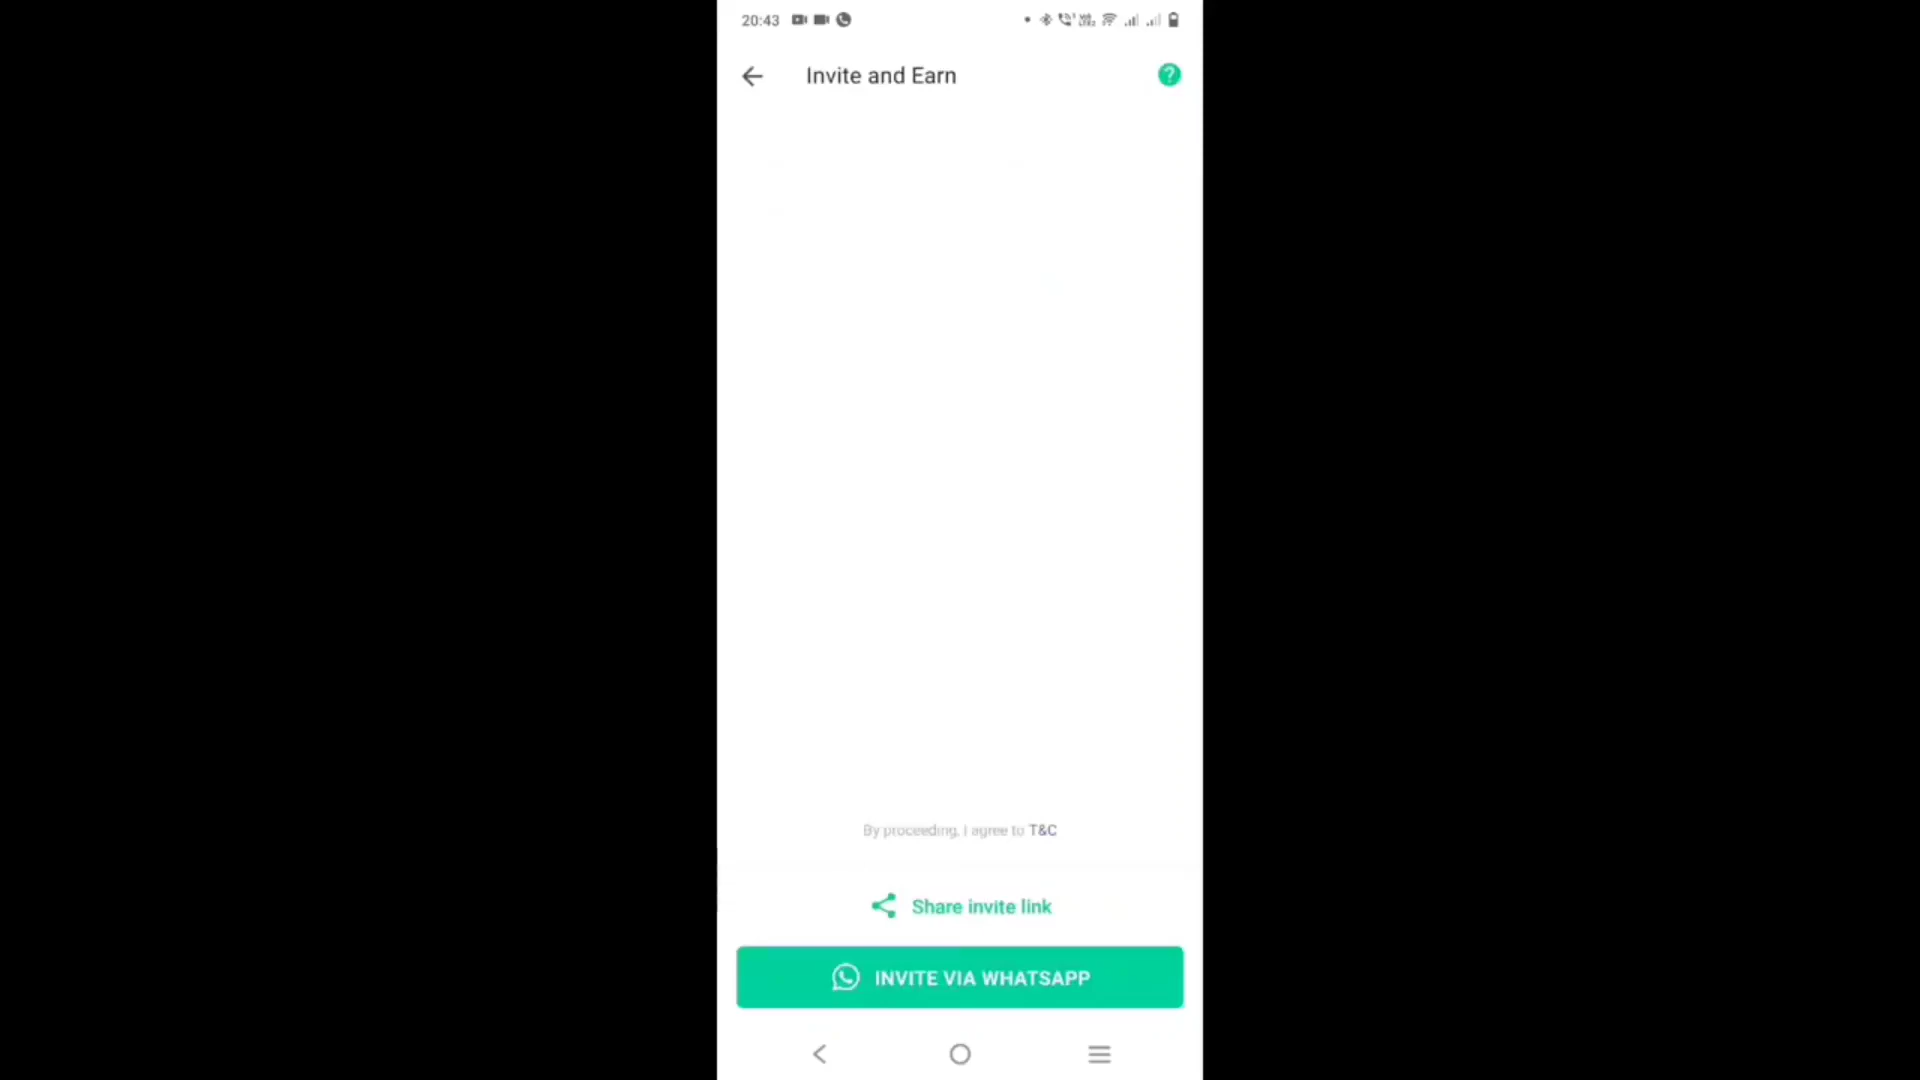 20:43
Invite and Earn
?
By proceeding, I agree to T&C
Share invite link
INVITE VIA WHATSAPP